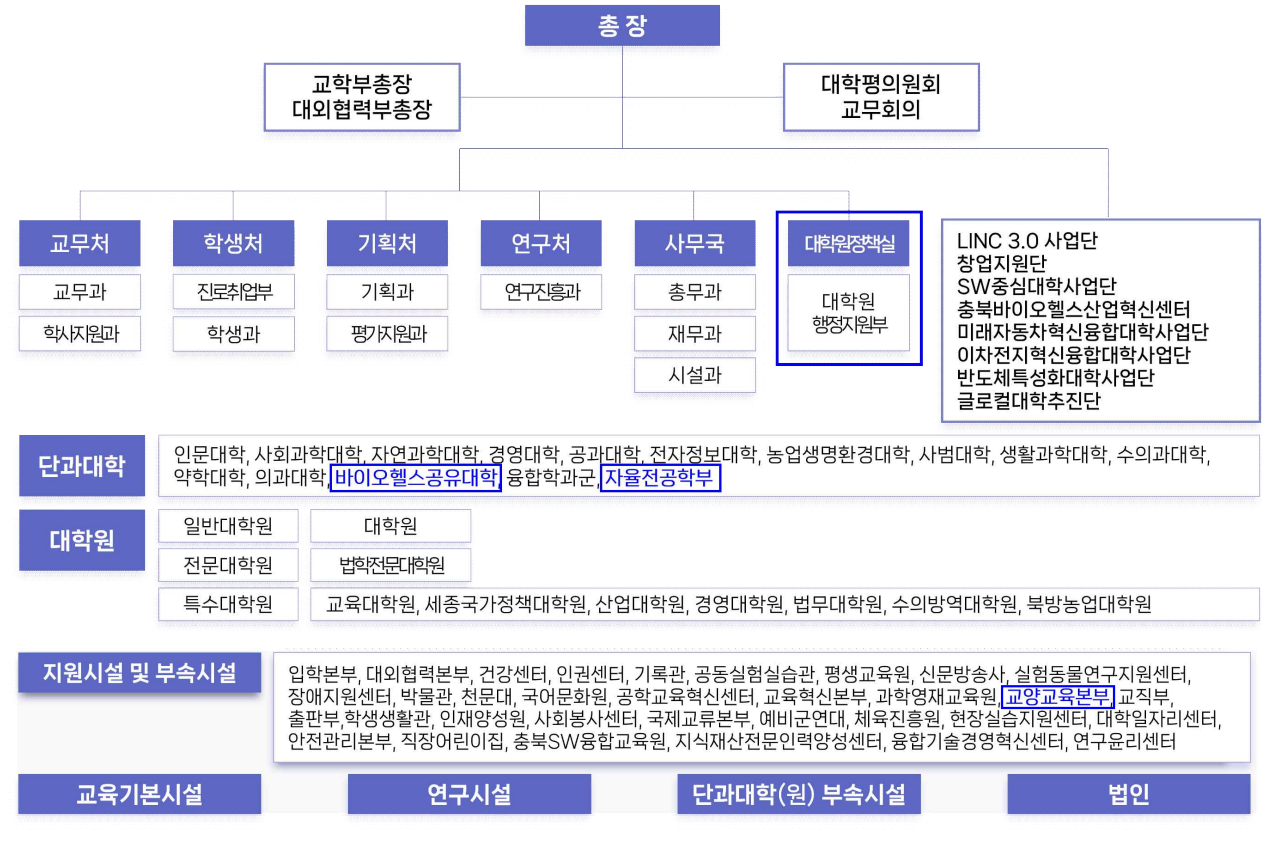 총 장
교학부총장
대외협력부총장
대학평의원회
교무회의
교무처
학생처
기획처
연구처
사무국
대학원정책실
교무과
진로취업부
기획과
연구진흥과
총무과
대학원
행정지원부
학사지원과
학생과
평가지원과
재무과
시설과
LINC 3.0 사업단
창업지원단
SW중심대학사업단
충북바이오헬스산업혁신센터
미래자동차혁신융합대학사업단
이차전지혁신융합대학사업단
반도체특성화대학사업단
글로컬대학추진단
단과대학
인문대학, 사회과학대학, 자연과학대학, 경영대학, 공과대학, 전자정보대학, 농업생명환경대학, 사범대학, 생활과학대학, 수의과대학,
약학대학, 의과대학, 바이오헬스공유대학, 융합학과군, 자율전공학부
대학원
일반대학원
대학원
전문대학원
법학전문대학원
특수대학원
교육대학원, 세종국가정책대학원, 산업대학원, 경영대학원, 법무대학원, 수의방역대학원, 북방농업대학원
지원시설 및 부속시설
입학본부, 대외협력본부, 건강센터, 인권센터, 기록관, 공동실험실습관, 평생교육원, 신문방송사, 실험동물연구지원센터,
장애지원센터, 박물관, 천문대, 국어문화원, 공학교육혁신센터, 교육혁신본부, 과학영재교육원, 교양교육본부, 교직부,
출판부,학생생활관, 인재양성원, 사회봉사센터, 국제교류본부, 예비군연대, 체육진흥원, 현장실습지원센터, 대학일자리센터,
안전관리본부, 직장어린이집, 충북SW융합교육원, 지식재산전문인력양성센터, 융합기술경영혁신센터, 연구윤리센터
교육기본시설
연구시설
단과대학(원) 부속시설
법인